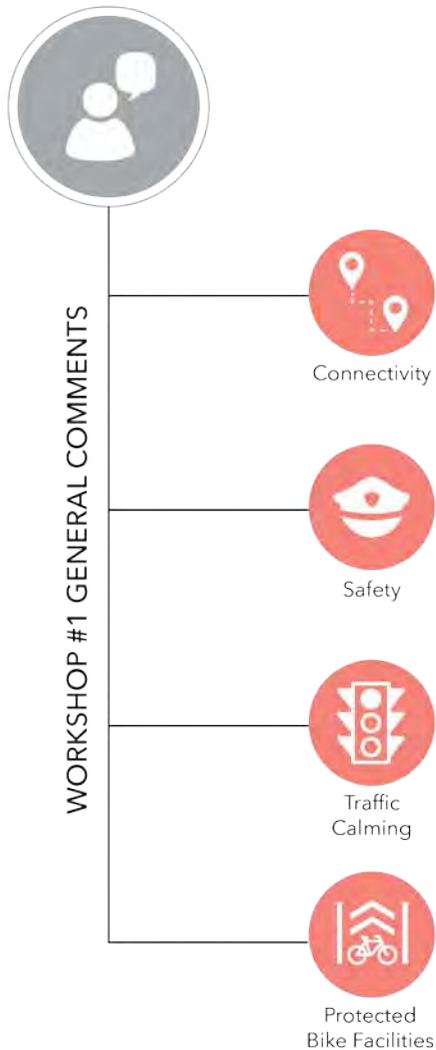 WORKSHOP #1 GENERAL COMMENTS
Connectivity
Safety
Traffic
Calming
Protected
Bike Facilities